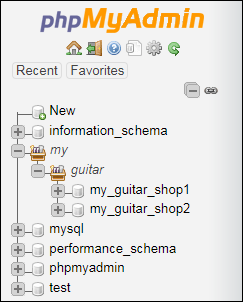 phpMyAdmin
Recent Favorites
New
information_schema
my
guitar
my_guitar_shop1
my_guitar_shop2
mysql
performance_schema
phpmyadmin
test